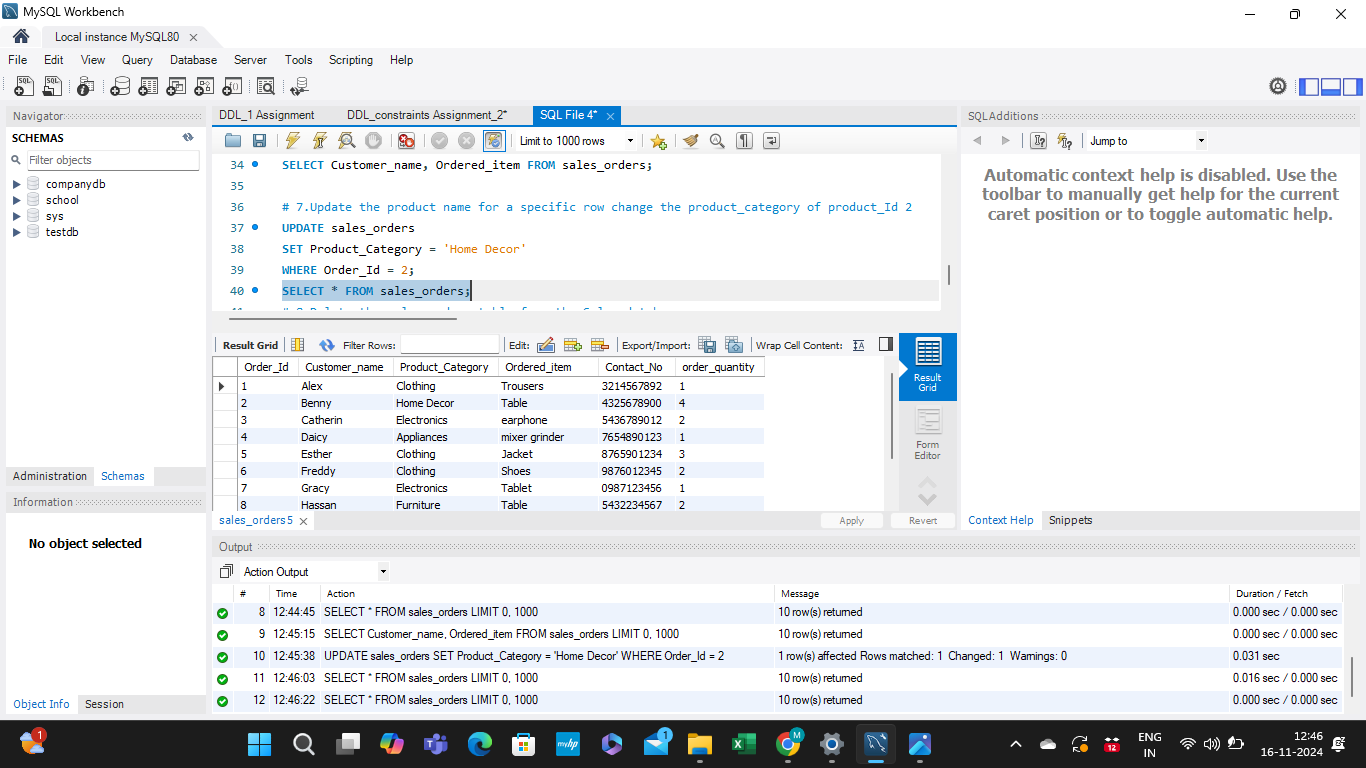 MySQL Workbench
Local instance MySQL80
File Edit View Query Database Server Tools Scripting Help
Navigator
SCHEMAS
Filter objects
companydb
school
sys
testdb
Administration Schemas
Information
No object selected
Object Info Session
DDL_1 Assignment DDL_constraints Assignment_2* SQL File 4*
Limit to 1000 rows
34 SELECT Customer_name, Ordered_item FROM sales_orders;
35
36 # 7.Update the product name for a specific row change the product_category of product_Id 2
37 UPDATE sales_orders
38 SET Product_Category = 'Home Decor'
39 WHERE Order_Id = 2;
40 SELECT * FROM sales_orders;
Result Grid Filter Rows: Edit: Export/Import: Wrap Cell Content:
Order_Id Customer_name Product_Category Ordered_item Contact_No order_quantity
1 Alex Clothing Trousers 3214567892 1
2 Benny Home Decor Table 4325678900 4
3 Catherin Electronics earphone 5436789012 2
4 Daicy Appliances mixer grinder 7654890123 1
5 Esther Clothing Jacket 8765901234 3
6 Freddy Clothing Shoes 9876012345 2
7 Gracy Electronics Tablet 0987123456 1
8 Hassan Furniture Table 5432234567 2
Result
Grid
Form
Editor
sales_orders5 Apply Revert
SQLAdditions
Jump to
Automatic context help is disabled. Use the
toolbar to manually get help for the current
caret position or to toggle automatic help.
Context Help Snippets
Output
Action Output
# Time Action Message Duration / Fetch
8 12:44:45 SELECT * FROM sales_orders LIMIT 0, 1000 10 row(s) returned 0.000 sec / 0.000 sec
9 12:45:15 SELECT Customer_name, Ordered_item FROM sales_orders LIMIT 0, 1000 10 row(s) returned 0.000 sec / 0.000 sec
10 12:45:38 UPDATE sales_orders SET Product_Category = 'Home Decor' WHERE Order_Id = 2 1 row(s) affected Rows matched: 1 Changed: 1 Warnings: 0 0.031 sec
11 12:46:03 SELECT * FROM sales_orders LIMIT 0, 1000 10 row(s) returned 0.016 sec / 0.000 sec
12 12:46:22 SELECT * FROM sales_orders LIMIT 0, 1000 10 row(s) returned 0.000 sec / 0.000 sec
1
myhp
1
M
12
ENG
IN
12:46
16-11-2024